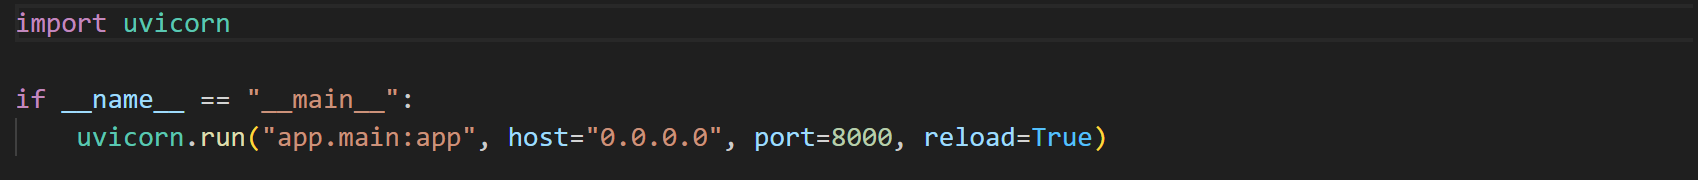 import uvicorn
if __name__ == "__main__":
    uvicorn.run("app.main:app", host="0.0.0.0", port=8000, reload=True)